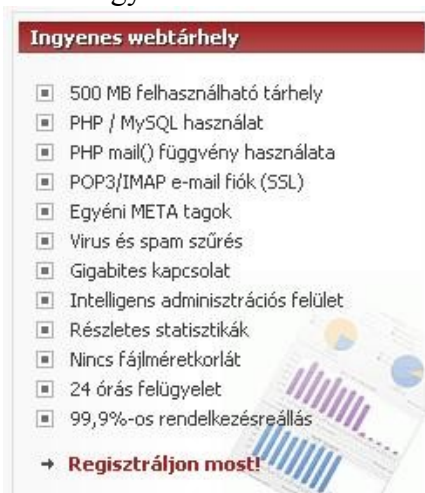 Ingyenes webtárhely
500 MB felhasználható tárhely
PHP / MySQL használat
PHP mail() függvény használata
POP3/IMAP e-mail fiók (SSL)
Egyéni META tagok
Virus és spam szűrés
Gigabites kapcsolat
Intelligens adminisztrációs felület
Részletes statisztikák
Nincs fájlméretkorlát
24 órás felügyelet
99,9%-os rendelkezésreállás
→ Regisztráljon most!